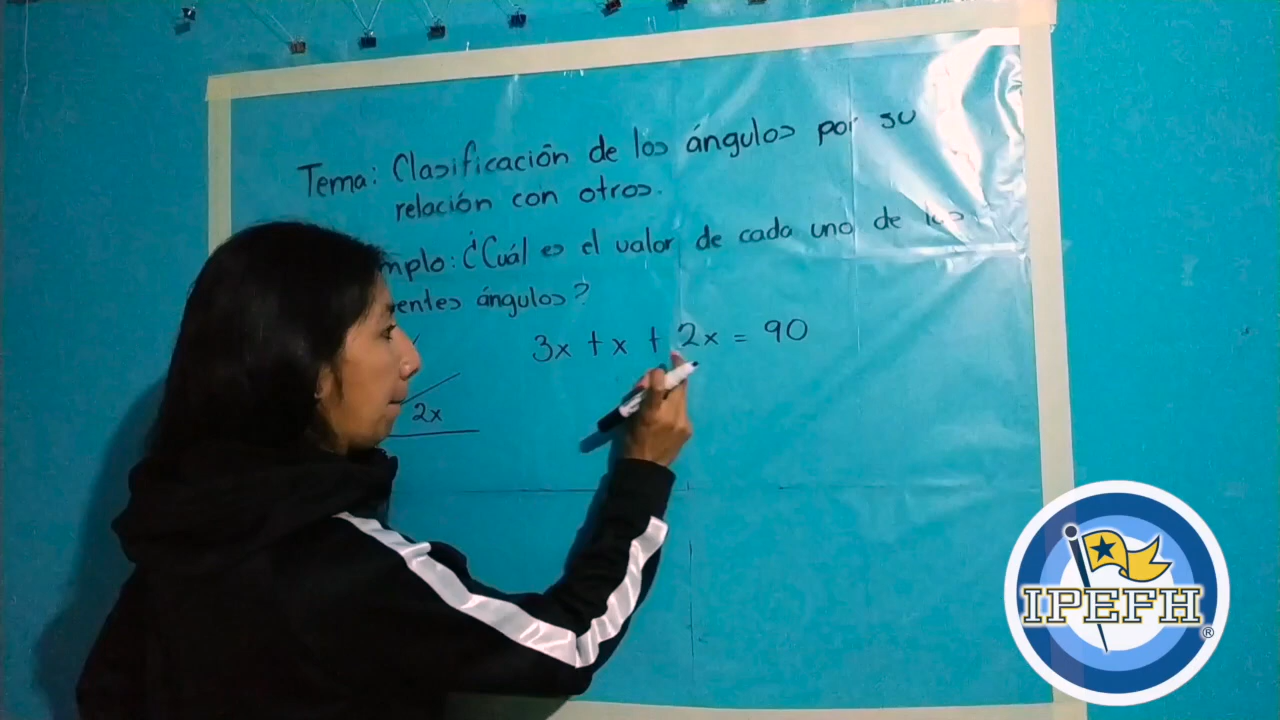 Tema: Clasificación de los ángulos por su
relación con otros.
mplo: ¿Cuál es el valor de cada uno de los
entes ángulos?
3x + x + 2x = 90
2x
IPEFH
®